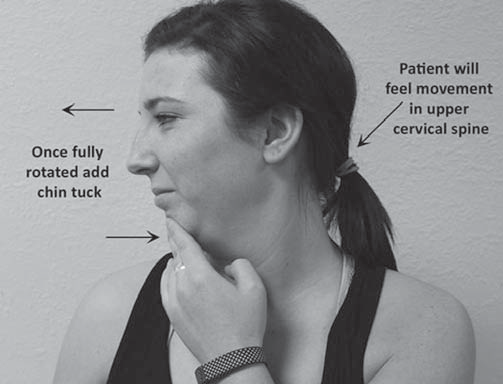 Patient will
feel movement
in upper
cervical spine
Once fully
rotated add
chin tuck